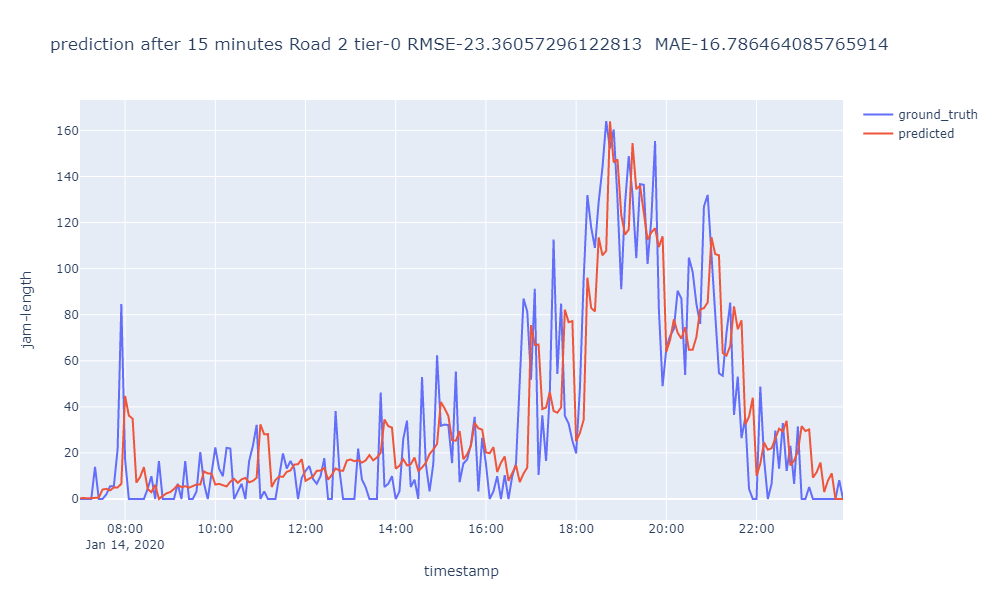 prediction after 15 minutes Road 2 tier-0 RMSE-23.36057296122813  MAE-16.786464085765914
ground_truth
predicted
160
140
120
100
80
60
40
20
0
jam-length
08:00 10:00 12:00 14:00 16:00 18:00 20:00 22:00
Jan 14, 2020
timestamp